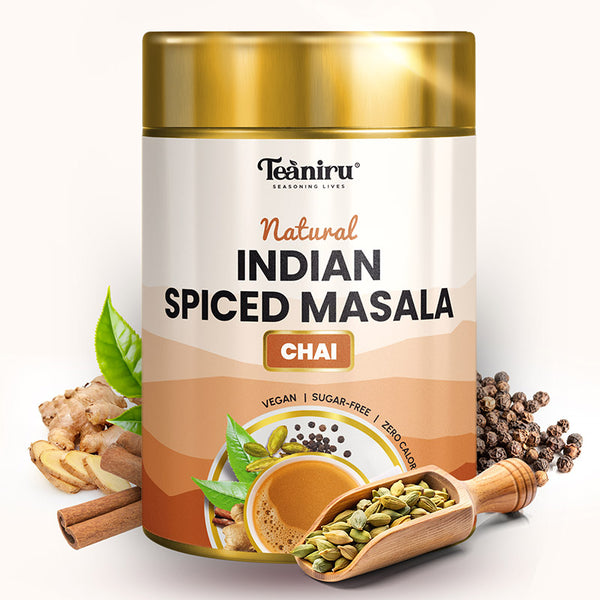 Teaniru®
SEASONING LIVES
Natural
INDIAN
SPICED MASALA
CHAI
VEGAN | SUGAR-FREE | ZERO CALOR